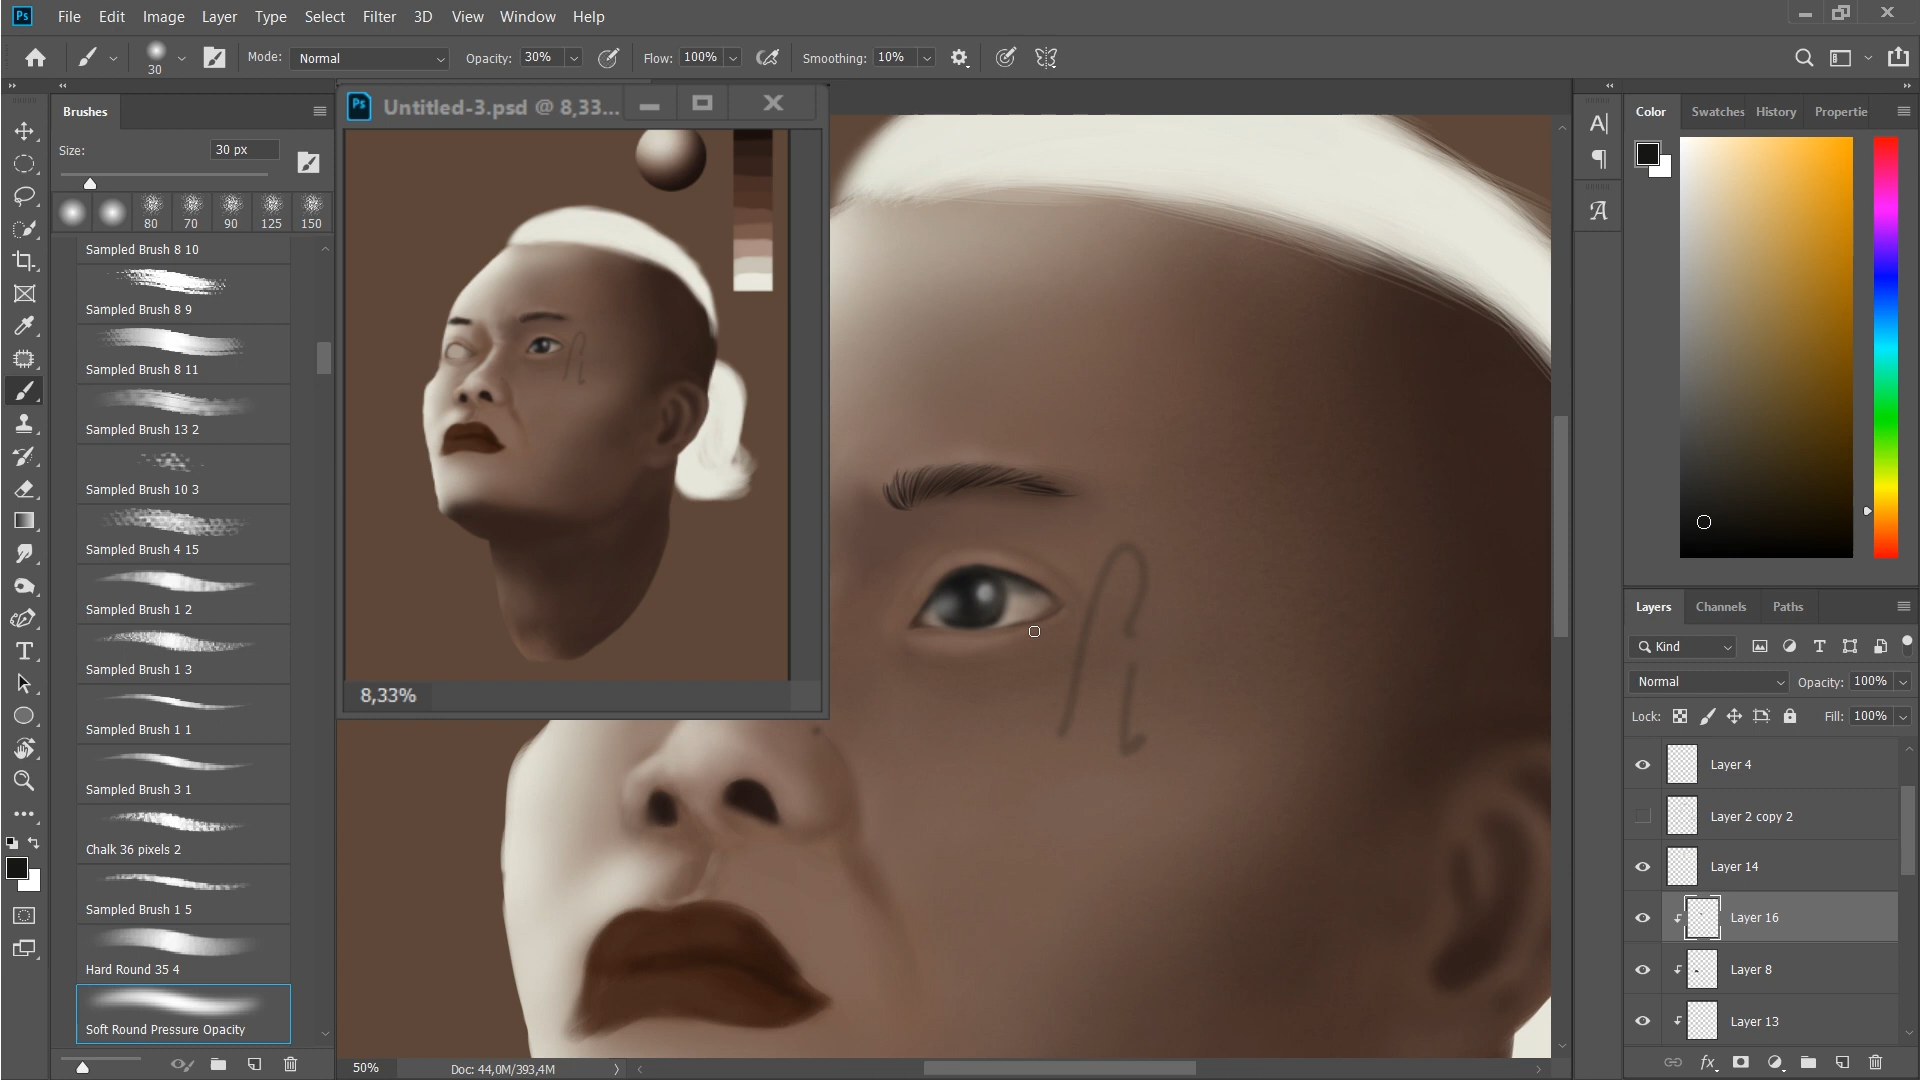 Ps File Edit Image Layer Type Select Filter 3D View Window Help
30 Mode: Normal Opacity: 30% Flow: 100% Smoothing: 10%
Brushes
Size: 30 px
80 70 90 125 150
Sampled Brush 8 10
Sampled Brush 8 9
Sampled Brush 8 11
Sampled Brush 13 2
Sampled Brush 10 3
Sampled Brush 4 15
Sampled Brush 1 2
Sampled Brush 1 3
Sampled Brush 1 1
Sampled Brush 3 1
Chalk 36 pixels 2
Sampled Brush 1 5
Hard Round 35 4
Soft Round Pressure Opacity
Ps Untitled-3.psd @ 8,33...
8,33%
50% Doc: 44,0M/393,4M
Color Swatches History Propertie
Layers Channels Paths
Kind
Normal Opacity: 100%
Lock: Fill: 100%
Layer 4
Layer 2 copy 2
Layer 14
Layer 16
Layer 8
Layer 13
fx